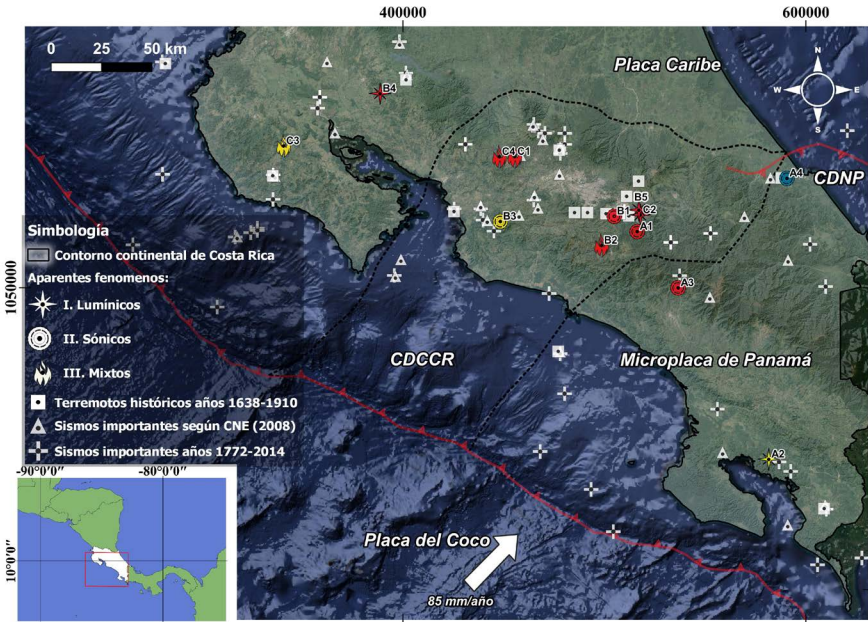 400000
600000
0 25 50 km
Placa Caribe
N
W E
S
B4
C3
C4 C1
A4
CDNP
B5
B1 C2
B3
A1
B2
A3
1050000
Simbología
Contorno continental de Costa Rica
Aparentes fenomenos:
I. Lumínicos
II. Sónicos
III. Mixtos
Terremotos históricos años 1638-1910
Sismos importantes según CNE (2008)
Sismos importantes años 1772-2014
CDCCR
Microplaca de Panamá
A2
-90°0'0" -80°0'0"
10°0'0"
Placa del Coco
85 mm/año